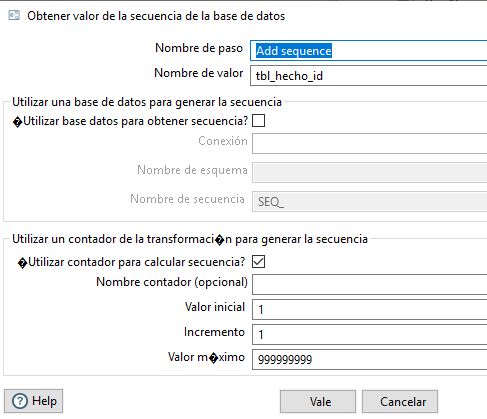 Obtener valor de la secuencia de la base de datos
Nombre de paso Add sequence
Nombre de valor tbl_hecho_id
Utilizar una base de datos para generar la secuencia
�Utilizar base datos para obtener secuencia?
Conexión
Nombre de esquema
Nombre de secuencia SEQ_
Utilizar un contador de la transformaci�n para generar la secuencia
�Utilizar contador para calcular secuencia?
Nombre contador (opcional)
Valor inicial 1
Incremento 1
Valor m�ximo 999999999
Help Vale Cancelar